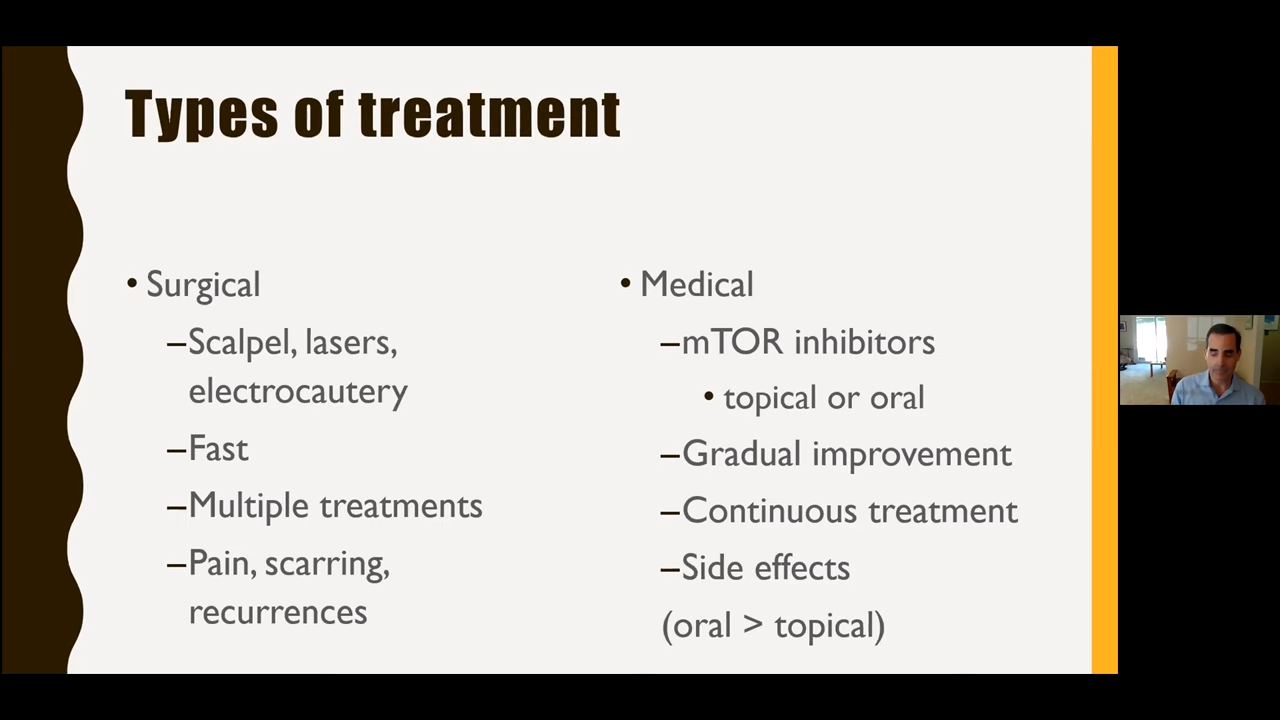 Types of treatment
• Surgical
–Scalpel, lasers,
electrocautery
–Fast
–Multiple treatments
–Pain, scarring,
recurrences
• Medical
–mTOR inhibitors
• topical or oral
–Gradual improvement
–Continuous treatment
–Side effects
(oral > topical)